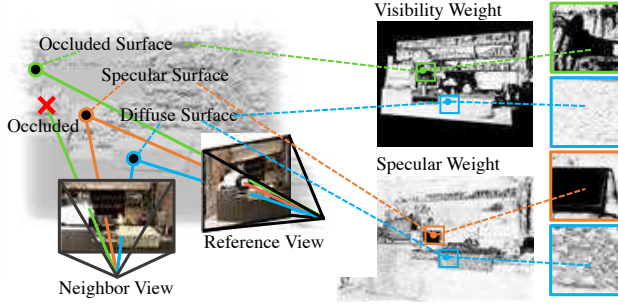 Visibility Weight
Occluded Surface
Specular Surface
Diffuse Surface
Occluded
Specular Weight
Reference View
Neighbor View